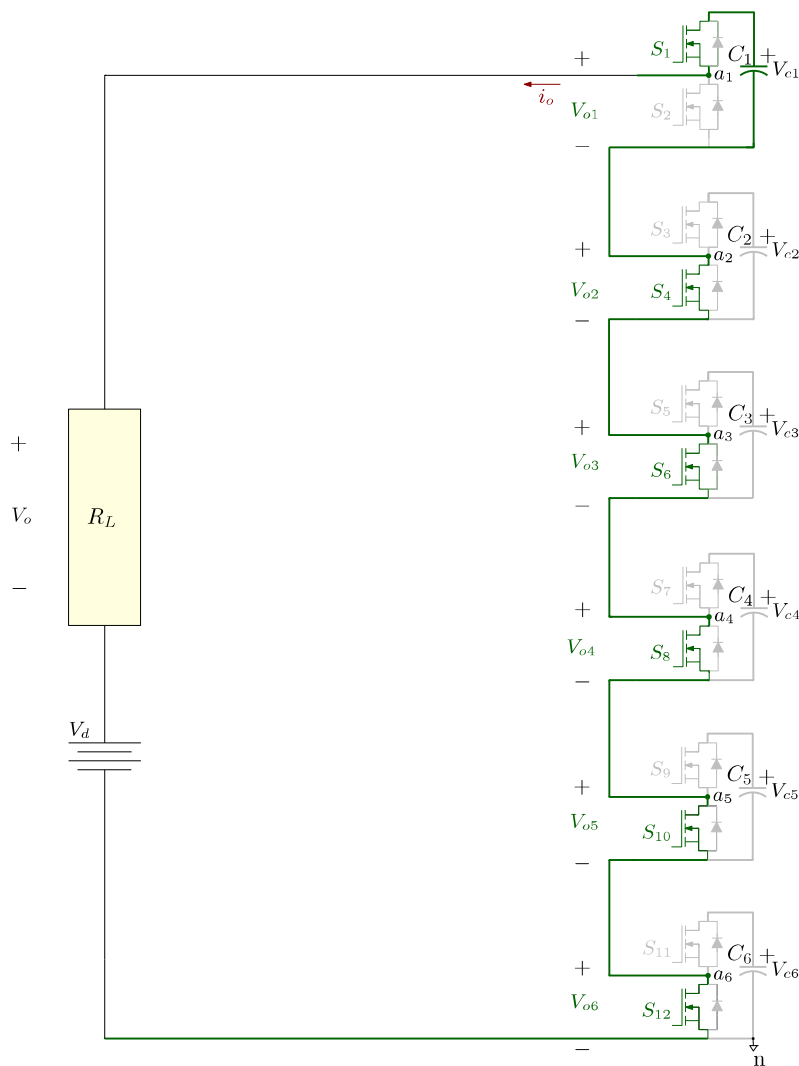 S1
C1 +
+
a1
Vc1
io
Vo1
S2
−
S3
C2 +
+
a2
Vc2
Vo2
S4
−
S5
C3 +
+
a3
Vc3
Vo3
S6
−
+
Vo
−
RL
S7
C4 +
+
a4
Vc4
Vo4
S8
−
Vd
S9
C5 +
+
a5
Vc5
Vo5
S10
−
S11
C6 +
+
a6
Vc6
Vo6
S12
−
n